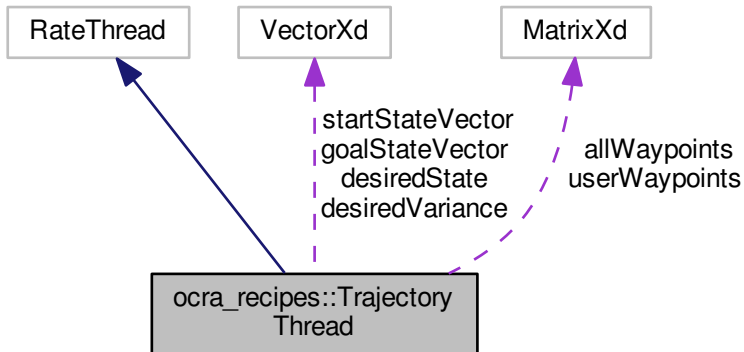 RateThread
VectorXd
MatrixXd
startStateVector
goalStateVector
desiredState
desiredVariance
allWaypoints
userWaypoints
ocra_recipes::Trajectory
Thread